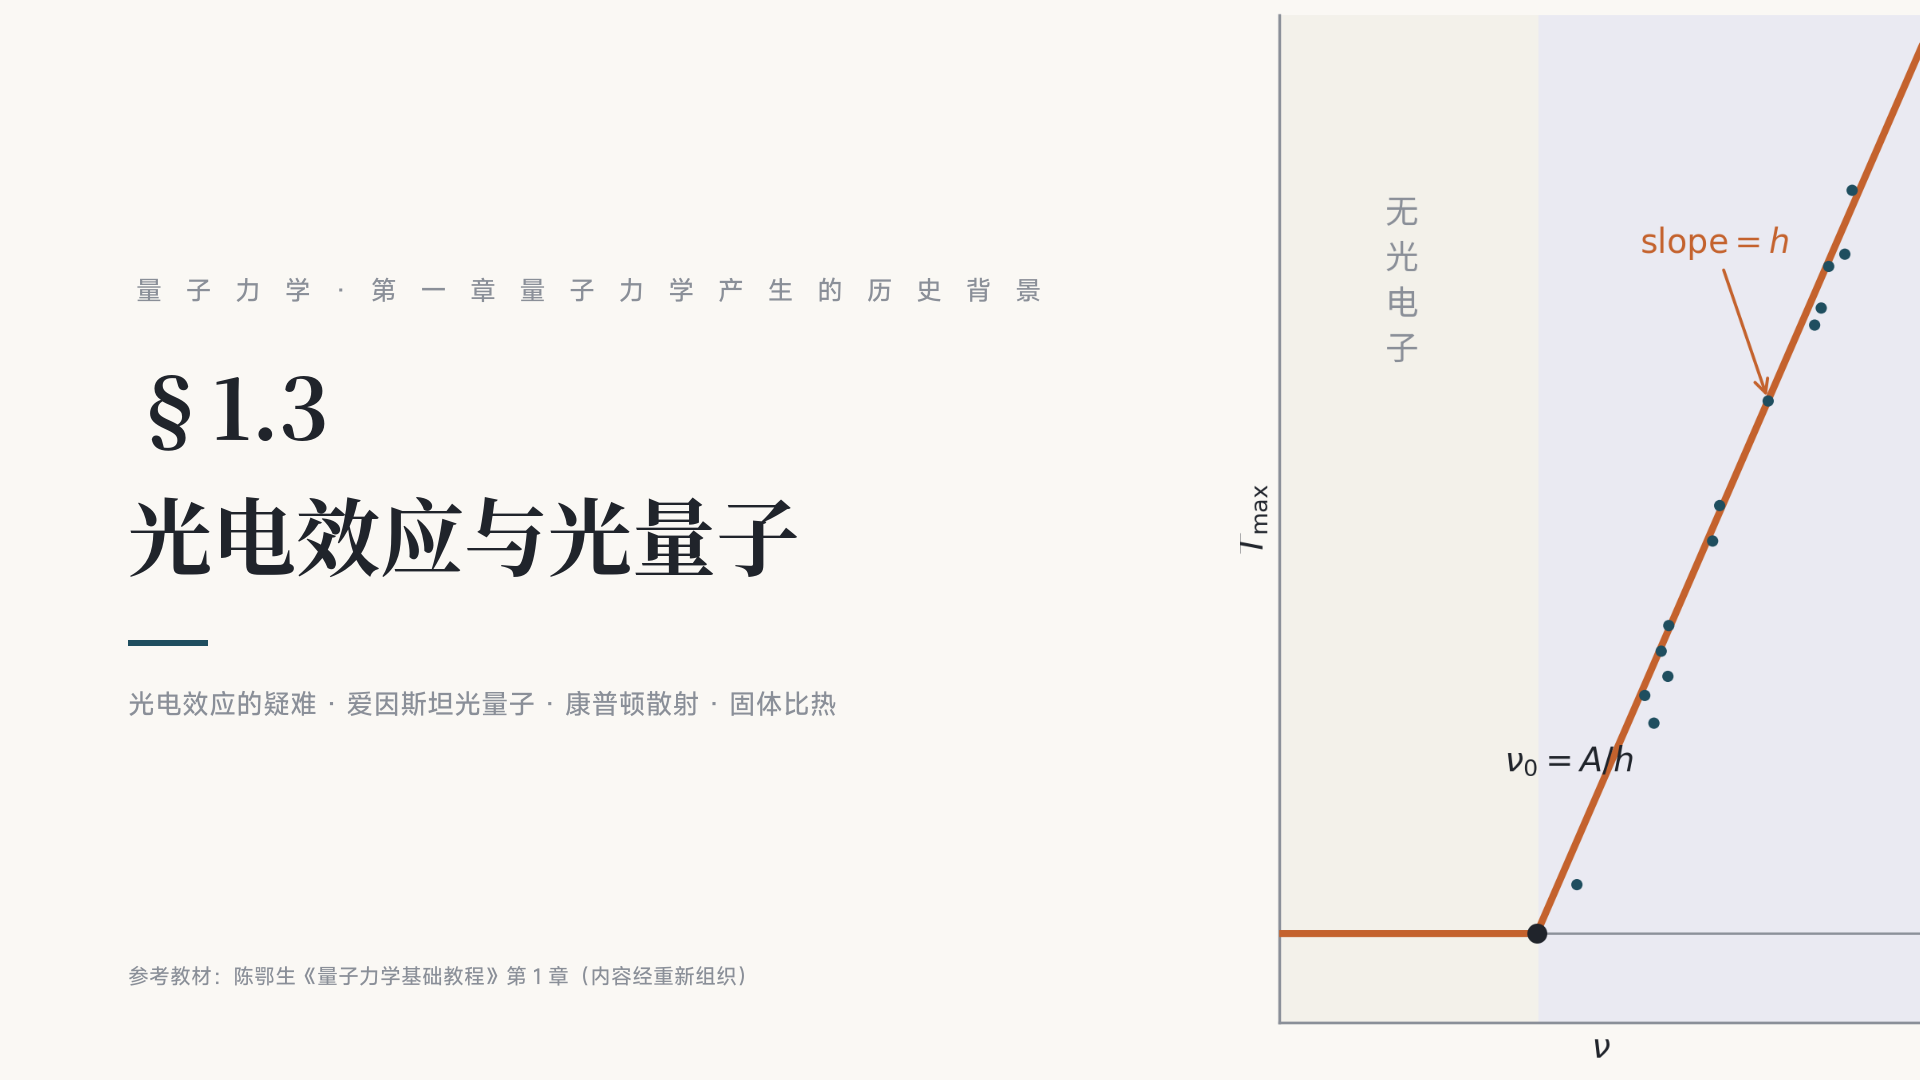 量子力学·第一章量子力学产生的历史背景
§1.3
光电效应与光量子
光电效应的疑难 · 爱因斯坦光量子 · 康普顿散射 · 固体比热
参考教材：陈鄂生《量子力学基础教程》第 1 章（内容经重新组织）
无光电子
slope = h
T_max
ν₀ = A/h
ν